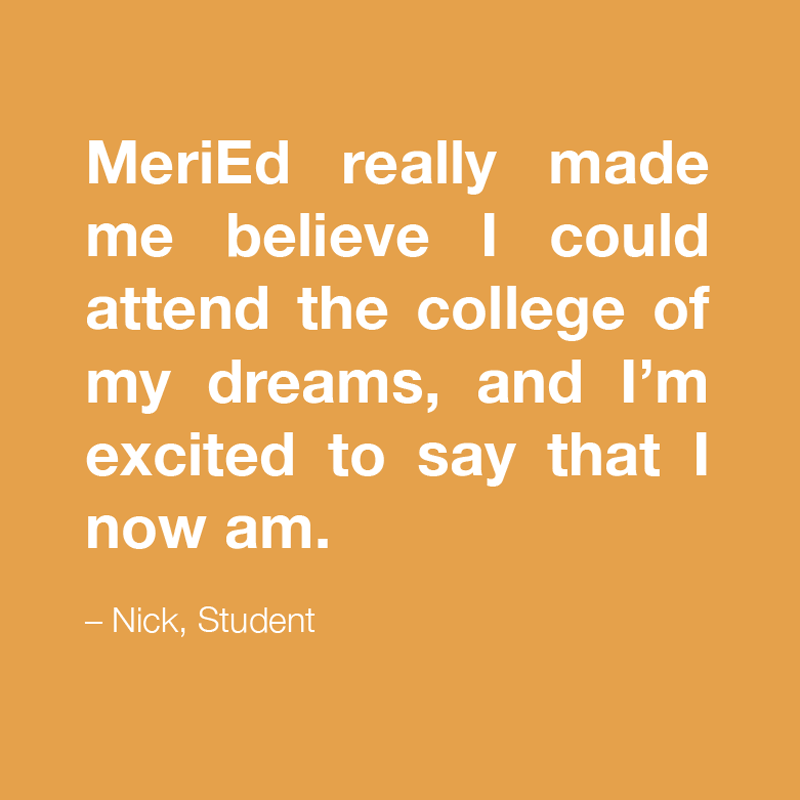 MeriEd really made
me believe I could
attend the college of
my dreams, and I’m
excited to say that I
now am.
– Nick, Student